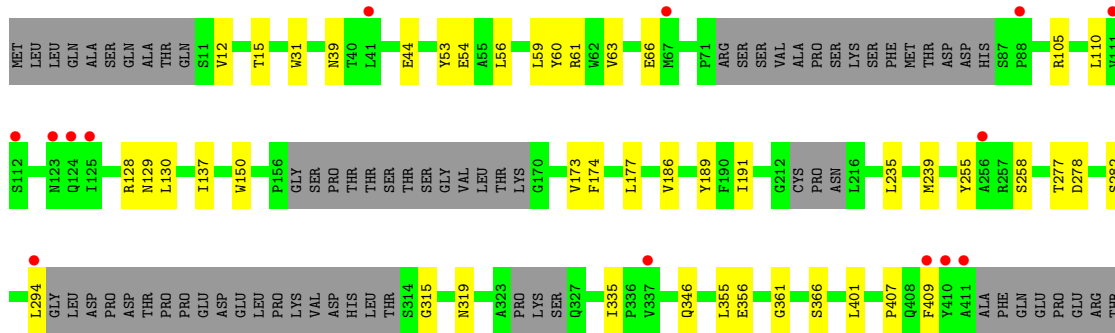 MET LEU LEU GLN ALA SER GLN ALA THR GLN S11 V12 T15 W31 N39 T40 L41 E44 Y53 E54 A55 L56 L59 Y60 R61 W62 V63 E66 M67 P71 ARG SER SER VAL ALA PRO SER LYS SER PHE MET THR ASP ASP HIS S87 P88 R105 L110 V111
S112 N123 Q124 I125 R128 N129 L130 I137 W150 P156 GLY SER PRO THR THR SER THR SER GLY VAL LEU THR LYS G170 V173 F174 L177 V186 Y189 F190 I191 G212 CYS PRO ASN L216 L235 M239 Y255 A256 R257 S258 T277 D278 S282
L294 GLY LEU ASP PRO ASP THR PRO PRO GLU GLU LEU PRO LYS VAL ASP HIS LEU THR S314 G315 N319 A323 PRO LYS SER Q327 I335 P336 V337 Q346 L355 E356 G361 S366 L401 P407 Q408 F409 Y410 A411 ALA PHE GLN GLU PRO GLU ARG THR